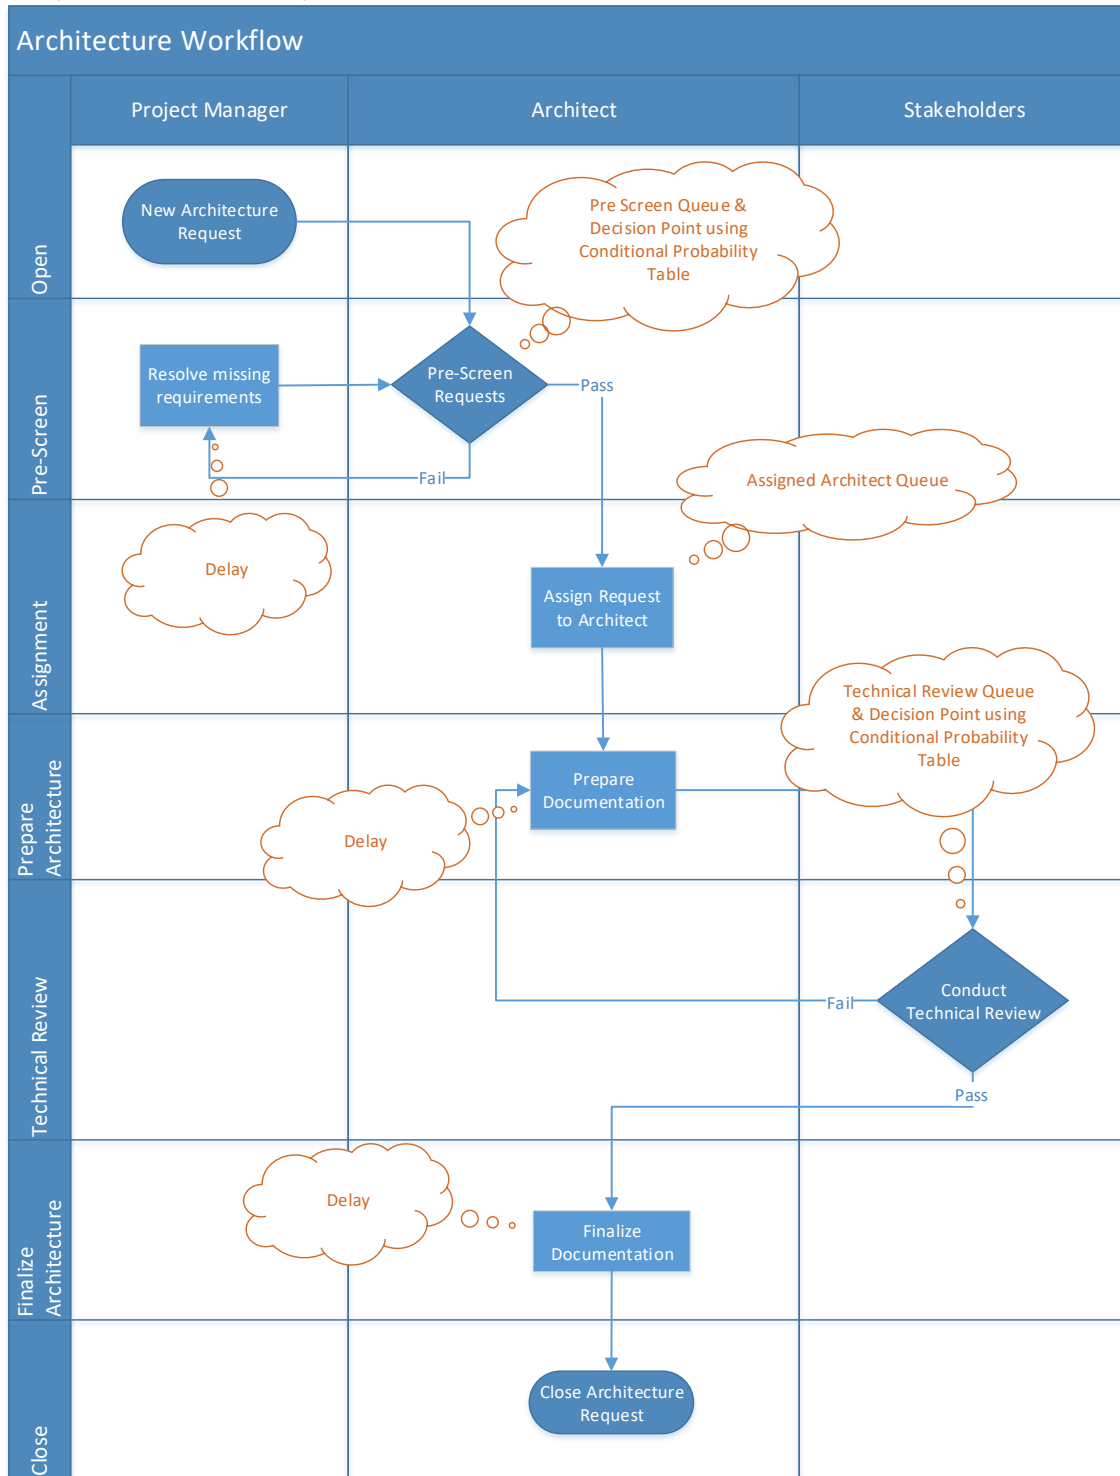 Architecture Workflow
Project Manager
Architect
Stakeholders
Open
New Architecture
Request
Pre Screen Queue &
Decision Point using
Conditional Probability
Table
Pre-Screen
Resolve missing
requirements
Pre-Screen
Requests
Pass
Fail
Assigned Architect Queue
Assignment
Delay
Assign Request
to Architect
Technical Review Queue
& Decision Point using
Conditional Probability
Table
Prepare
Architecture
Prepare
Documentation
Delay
Technical Review
Conduct
Technical Review
Fail
Pass
Finalize
Architecture
Delay
Finalize
Documentation
Close
Close Architecture
Request